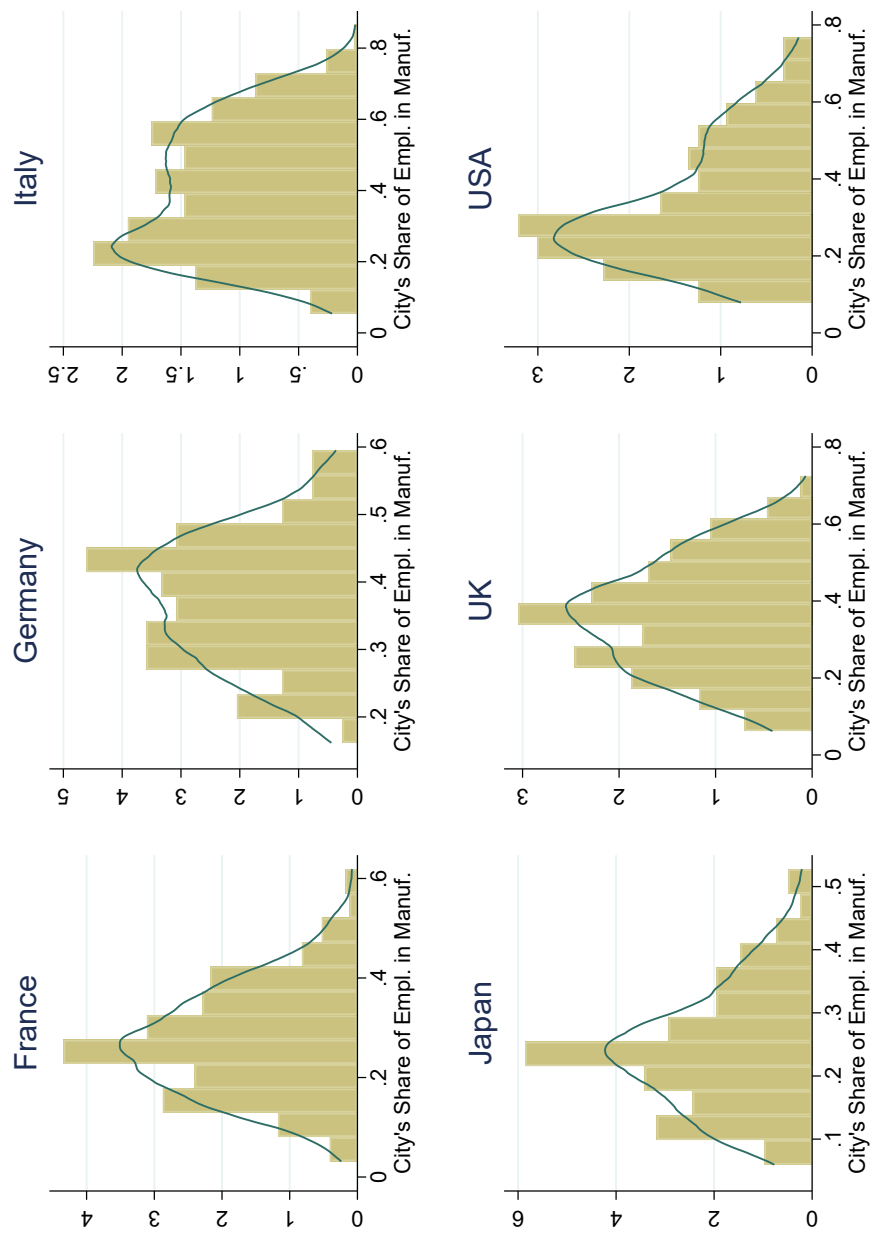 France
4
3
2
1
0
0 .2 .4 .6
City's Share of Empl. in Manuf.
Germany
5
4
3
2
1
0
.2 .3 .4 .5 .6
City's Share of Empl. in Manuf.
Italy
2.5
2
1.5
1
.5
0
0 .2 .4 .6 .8
City's Share of Empl. in Manuf.
Japan
6
4
2
0
.1 .2 .3 .4 .5
City's Share of Empl. in Manuf.
UK
3
2
1
0
0 .2 .4 .6 .8
City's Share of Empl. in Manuf.
USA
3
2
1
0
0 .2 .4 .6 .8
City's Share of Empl. in Manuf.